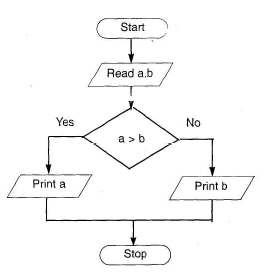 Start
Read a.b
Yes
No
a > b
Print a
Print b
Stop